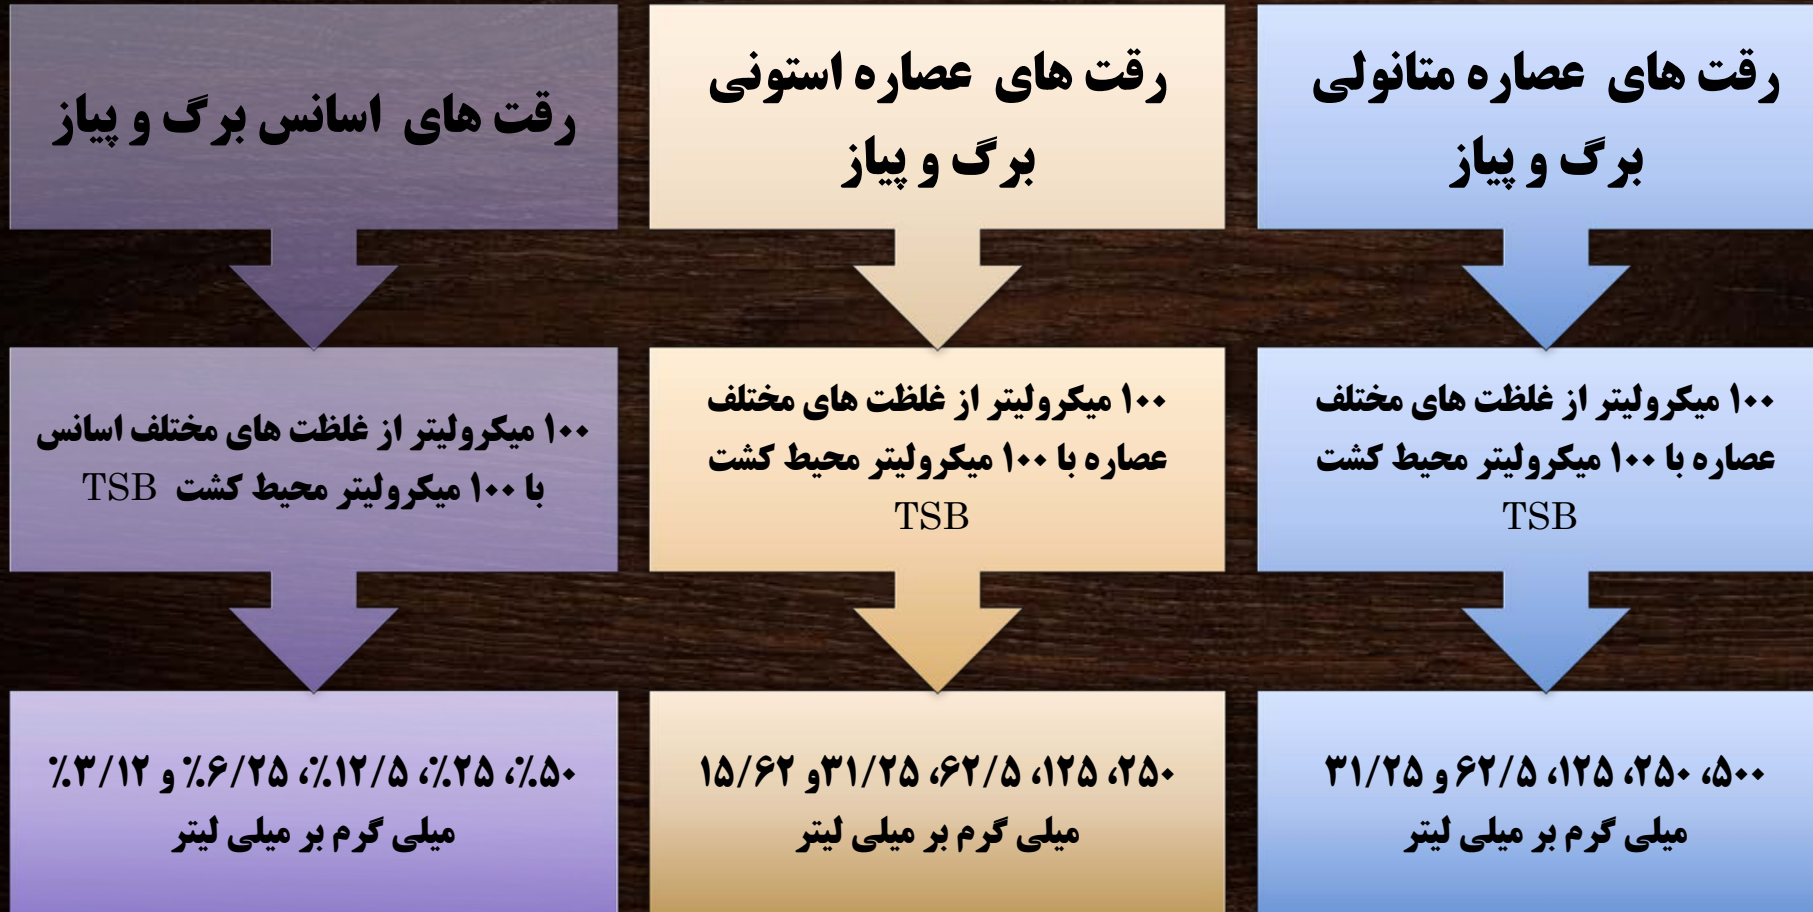 رقت های عصاره متانولی
برگ و پیاز
۱۰۰ میکرولیتر از غلظت های مختلف
عصاره با ۱۰۰ میکرولیتر محیط کشت
TSB
۵۰۰، ۲۵۰، ۱۲۵، ۶۲/۵ و ۳۱/۲۵
میلی گرم بر میلی لیتر
رقت های عصاره استونی
برگ و پیاز
۱۰۰ میکرولیتر از غلظت های مختلف
عصاره با ۱۰۰ میکرولیتر محیط کشت
TSB
۲۵۰، ۱۲۵، ۶۲/۵، ۳۱/۲۵و ۱۵/۶۲
میلی گرم بر میلی لیتر
رقت های اسانس برگ و پیاز
۱۰۰ میکرولیتر از غلظت های مختلف اسانس
با ۱۰۰ میکرولیتر محیط کشت TSB
۵۰٪، ۲۵٪، ۱۲/۵٪، ۶/۲۵٪ و ۳/۱۲٪
میلی گرم بر میلی لیتر